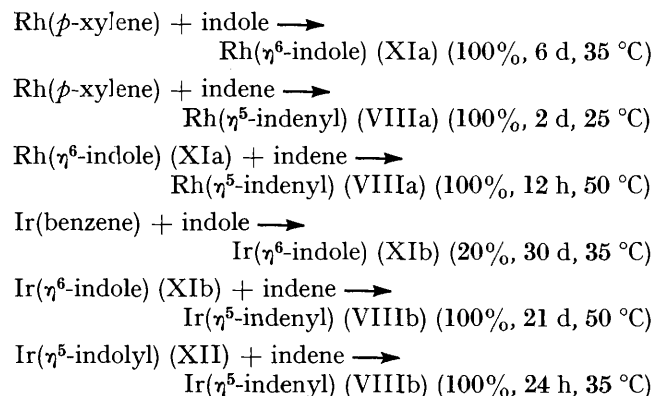 Rh(p-xylene) + indole ⟶
Rh(η⁶-indole) (XIa) (100%, 6 d, 35 °C)
Rh(p-xylene) + indene ⟶
Rh(η⁵-indenyl) (VIIIa) (100%, 2 d, 25 °C)
Rh(η⁶-indole) (XIa) + indene ⟶
Rh(η⁵-indenyl) (VIIIa) (100%, 12 h, 50 °C)
Ir(benzene) + indole ⟶
Ir(η⁶-indole) (XIb) (20%, 30 d, 35 °C)
Ir(η⁶-indole) (XIb) + indene ⟶
Ir(η⁵-indenyl) (VIIIb) (100%, 21 d, 50 °C)
Ir(η⁵-indolyl) (XII) + indene ⟶
Ir(η⁵-indenyl) (VIIIb) (100%, 24 h, 35 °C)